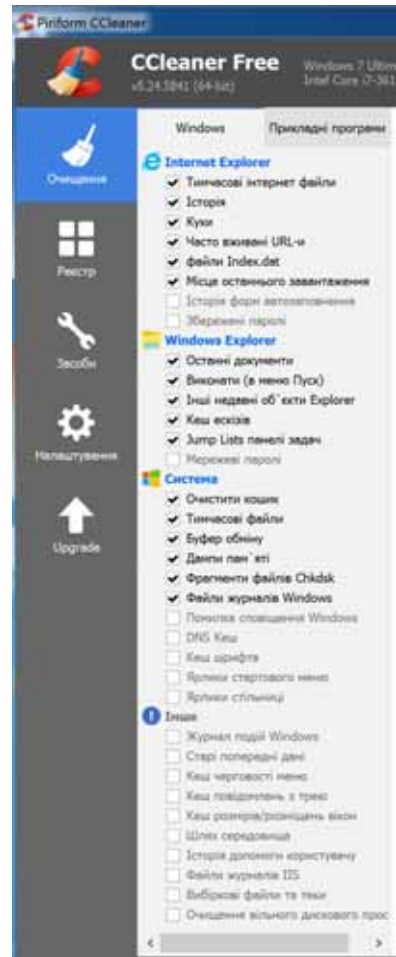 Piriform CCleaner
CCleaner Free
v5.24.5841 (64-bit)
Windows 7 Ultim
Intel Core i7-361
Очищення
Реєстр
Засоби
Налаштування
Upgrade
Windows
Прикладні програми
Internet Explorer
Тимчасові інтернет файли
Історія
Куки
Часто вживані URL-и
файли Index.dat
Місце останнього завантаження
Історія форм автозаповнення
Збережені паролі
Windows Explorer
Останні документи
Виконати (в меню Пуск)
Інші недавні об`єкти Explorer
Кеш ескізів
Jump Lists панелі задач
Мережеві паролі
Система
Очистити кошик
Тимчасові файли
Буфер обміну
Дампи пам`яті
Фрагменти файлів Chkdsk
Файли журналів Windows
Помилка сповіщення Windows
DNS Кеш
Кеш шрифтв
Ярлики стартового меню
Ярлики стільниці
Інше
Журнал подій Windows
Старі попередні дані
Кеш черговості меню
Кеш повідомлень з трею
Кеш розмірів/розміщень вікон
Шлях середовища
Історія допомоги користувачу
Файли журналів IIS
Вибіркові файли та теки
Очищення вільного дискового прос